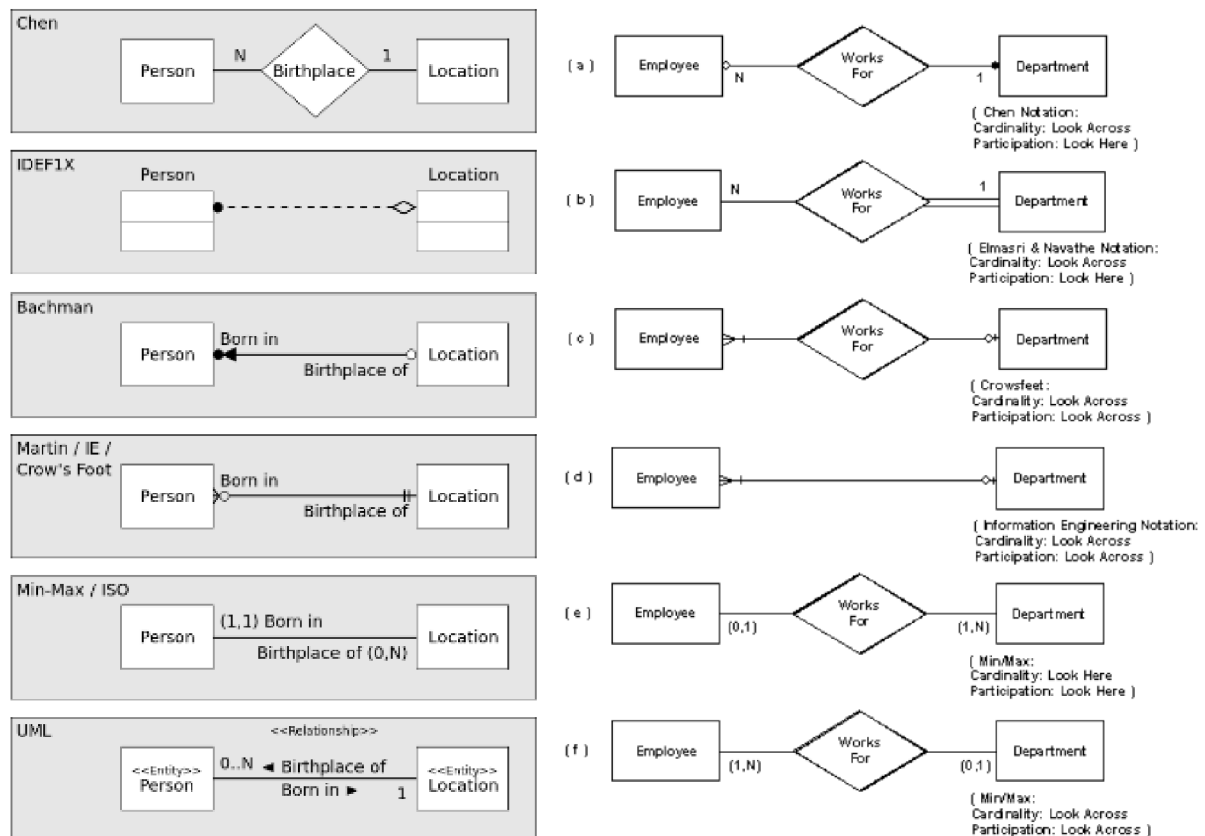 Chen
Person
N
Birthplace
1
Location
IDEF1X
Person
Location
Bachman
Person
Born in
Birthplace of
Location
Martin / IE /
Crow's Foot
Person
Born in
Birthplace of
Location
Min-Max / ISO
Person
(1,1) Born in
Birthplace of (0,N)
Location
UML
<<Relationship>>
<<Entity>>
Person
0..N ◄ Birthplace of
Born in ►
1
<<Entity>>
Location
( a )
Employee
N
Works
For
1
Department
( Chen Notation:
Cardinality: Look Across
Participation: Look Here )
( b )
Employee
N
Works
For
1
Department
( Elmasri & Navathe Notation:
Cardinality: Look Across
Participation: Look Here )
( c )
Employee
Works
For
Department
( Crowsfeet:
Cardinality: Look Across
Participation: Look Across )
( d )
Employee
Department
( Information Engineering Notation:
Cardinality: Look Across
Participation: Look Across )
( e )
Employee
(0,1)
Works
For
(1,N)
Department
( Min/Max:
Cardinality: Look Here
Participation: Look Here )
( f )
Employee
(1,N)
Works
For
(0,1)
Department
( Min/Max:
Cardinality: Look Across
Participation: Look Across )